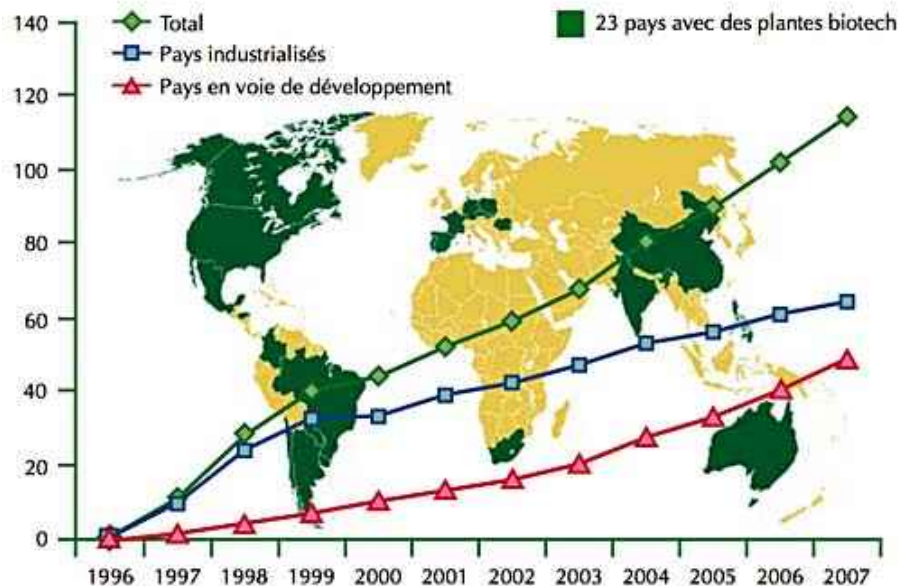 Total
Pays industrialisés
Pays en voie de développement
23 pays avec des plantes biotech
140
120
100
80
60
40
20
0
1996 1997 1998 1999 2000 2001 2002 2003 2004 2005 2006 2007